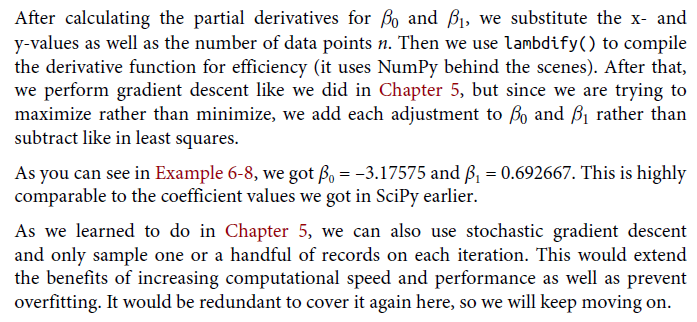 After calculating the partial derivatives for β₀ and β₁, we substitute the x- and
y-values as well as the number of data points n. Then we use lambdify() to compile
the derivative function for efficiency (it uses NumPy behind the scenes). After that,
we perform gradient descent like we did in Chapter 5, but since we are trying to
maximize rather than minimize, we add each adjustment to β₀ and β₁ rather than
subtract like in least squares.
As you can see in Example 6-8, we got β₀ = −3.17575 and β₁ = 0.692667. This is highly
comparable to the coefficient values we got in SciPy earlier.
As we learned to do in Chapter 5, we can also use stochastic gradient descent
and only sample one or a handful of records on each iteration. This would extend
the benefits of increasing computational speed and performance as well as prevent
overfitting. It would be redundant to cover it again here, so we will keep moving on.